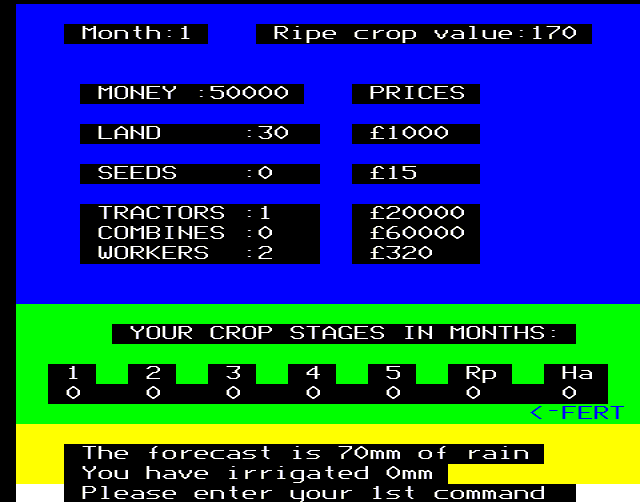 Month:1 Ripe crop value:170
MONEY :50000 PRICES
LAND :30 £1000
SEEDS :0 £15
TRACTORS :1 £20000
COMBINES :0 £60000
WORKERS :2 £320
YOUR CROP STAGES IN MONTHS:
1 2 3 4 5 Rp Ha
0 0 0 0 0 0 0
<-FERT
The forecast is 70mm of rain
You have irrigated 0mm
Please enter your 1st command